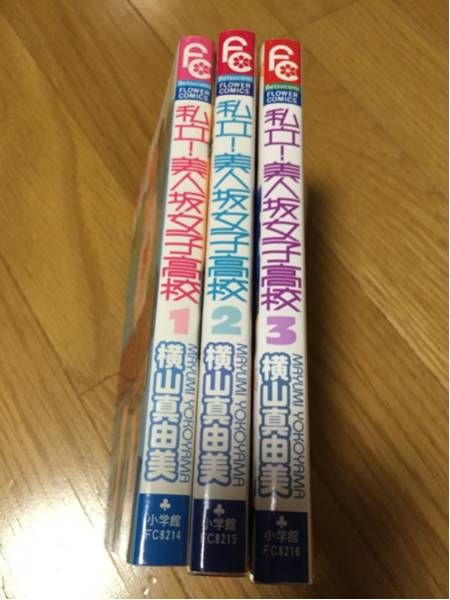 FC
Betsucomi
FLOWER
COMICS
私立!美人坂女子高校
1
横山真由美
MAYUMI YOKOYAMA
小学館
FC8214
FC
Betsucomi
FLOWER
COMICS
私立!美人坂女子高校
2
横山真由美
MAYUMI YOKOYAMA
小学館
FC8215
FC
Betsucomi
FLOWER
COMICS
私立!美人坂女子高校
3
横山真由美
MAYUMI YOKOYAMA
小学館
FC8216